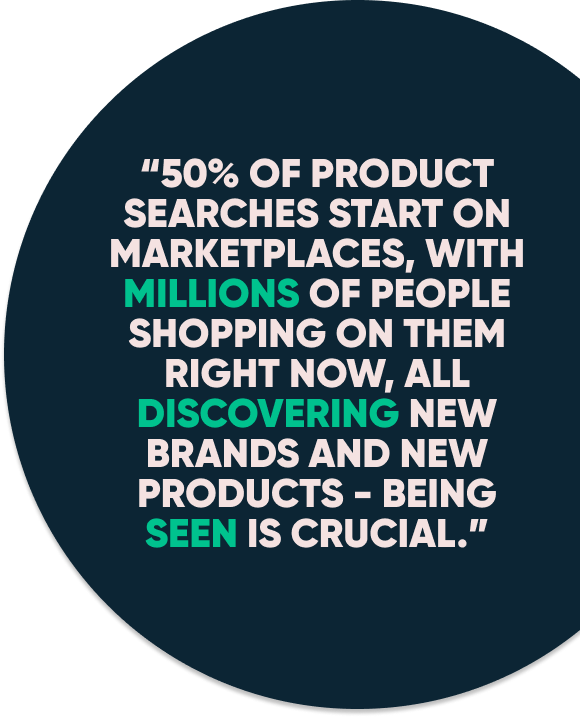 “50% OF PRODUCT
SEARCHES START ON
MARKETPLACES, WITH
MILLIONS OF PEOPLE
SHOPPING ON THEM
RIGHT NOW, ALL
DISCOVERING NEW
BRANDS AND NEW
PRODUCTS - BEING
SEEN IS CRUCIAL.”